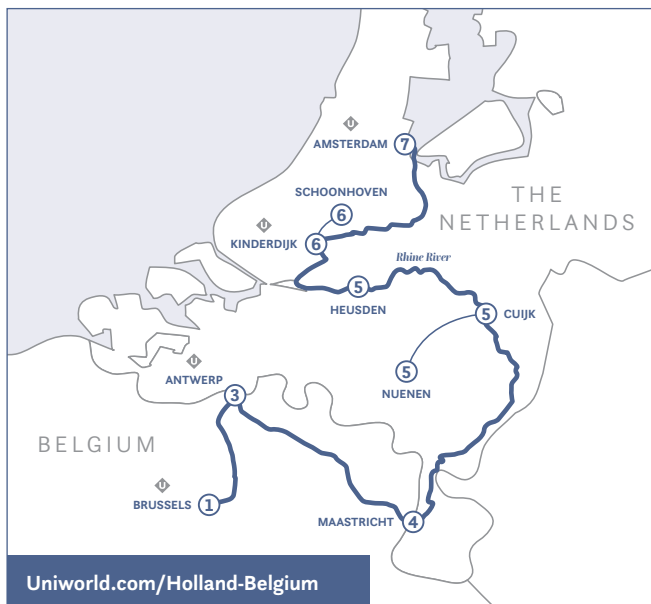 U
AMSTERDAM
7
SCHOONHOVEN
6
THE
NETHERLANDS
U
KINDERDIJK
6
Rhine River
5
HEUSDEN
5
CUIJK
U
ANTWERP
3
5
NUENEN
BELGIUM
U
BRUSSELS
1
MAASTRICHT
4
Uniworld.com/Holland-Belgium